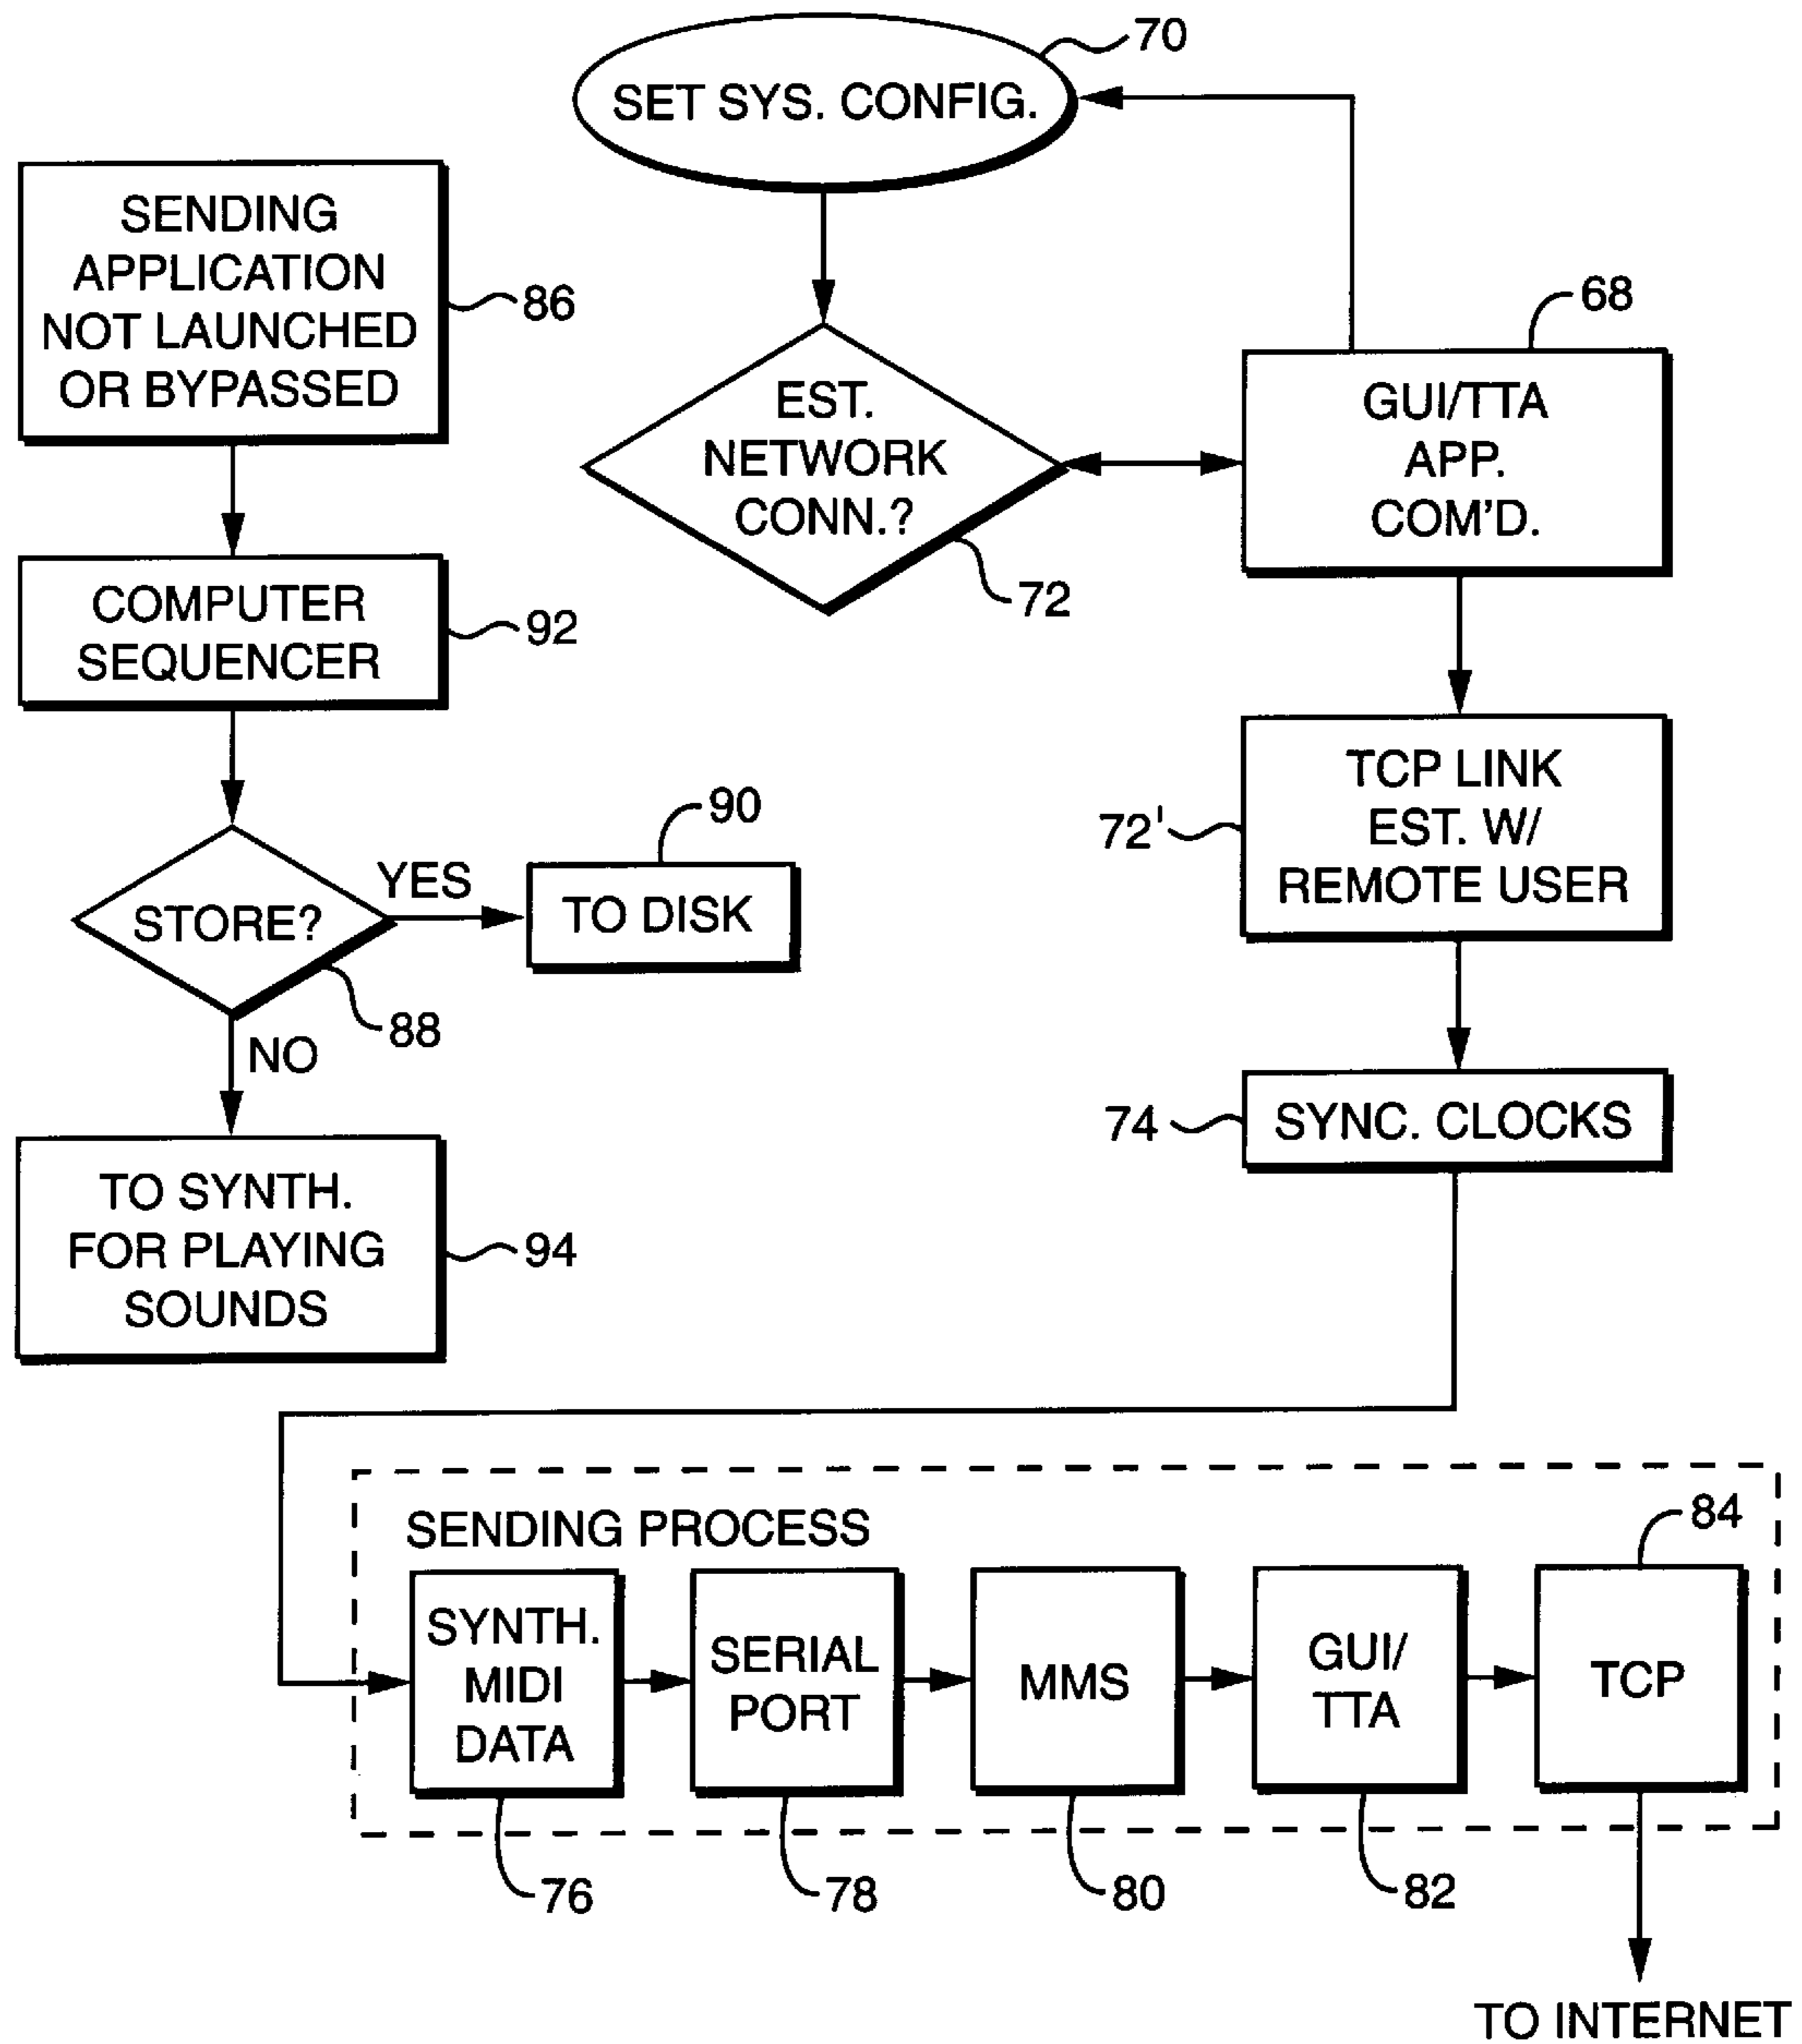 70
SET SYS. CONFIG.
SENDING
APPLICATION
NOT LAUNCHED
OR BYPASSED
86
68
EST.
NETWORK
CONN.?
72
GUI/TTA
APP.
COM'D.
COMPUTER
SEQUENCER
92
TCP LINK
EST. W/
REMOTE USER
72'
90
YES
TO DISK
STORE?
88
NO
74
SYNC. CLOCKS
TO SYNTH.
FOR PLAYING
SOUNDS
94
SENDING PROCESS
84
SYNTH.
MIDI
DATA
SERIAL
PORT
MMS
GUI/
TTA
TCP
76
78
80
82
TO INTERNET